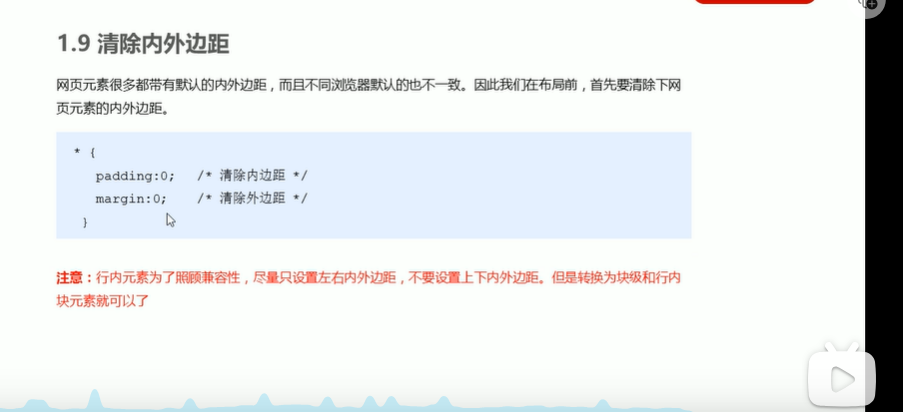 1.9 清除内外边距
网页元素很多都带有默认的内外边距，而且不同浏览器默认的也不一致。因此我们在布局前，首先要清除下网
页元素的内外边距。
* {
padding:0;   /* 清除内边距 */
margin:0;    /* 清除外边距 */
}
注意：行内元素为了照顾兼容性，尽量只设置左右内外边距，不要设置上下内外边距。但是转换为块级和行内
块元素就可以了